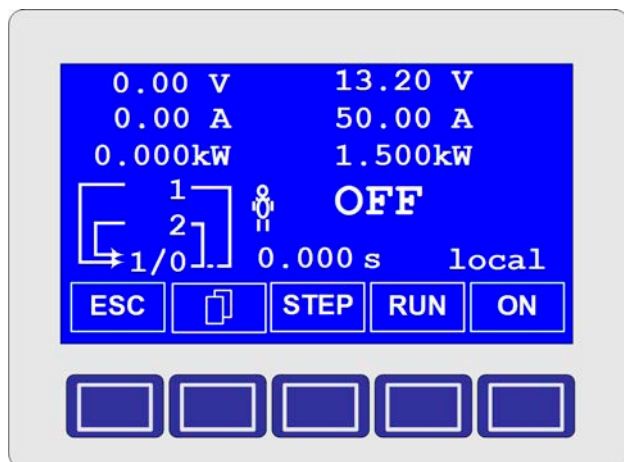 0.00 V 13.20 V
0.00 A 50.00 A
0.000kW 1.500kW
1 OFF
2
1/0 0.000 s local
ESC STEP RUN ON